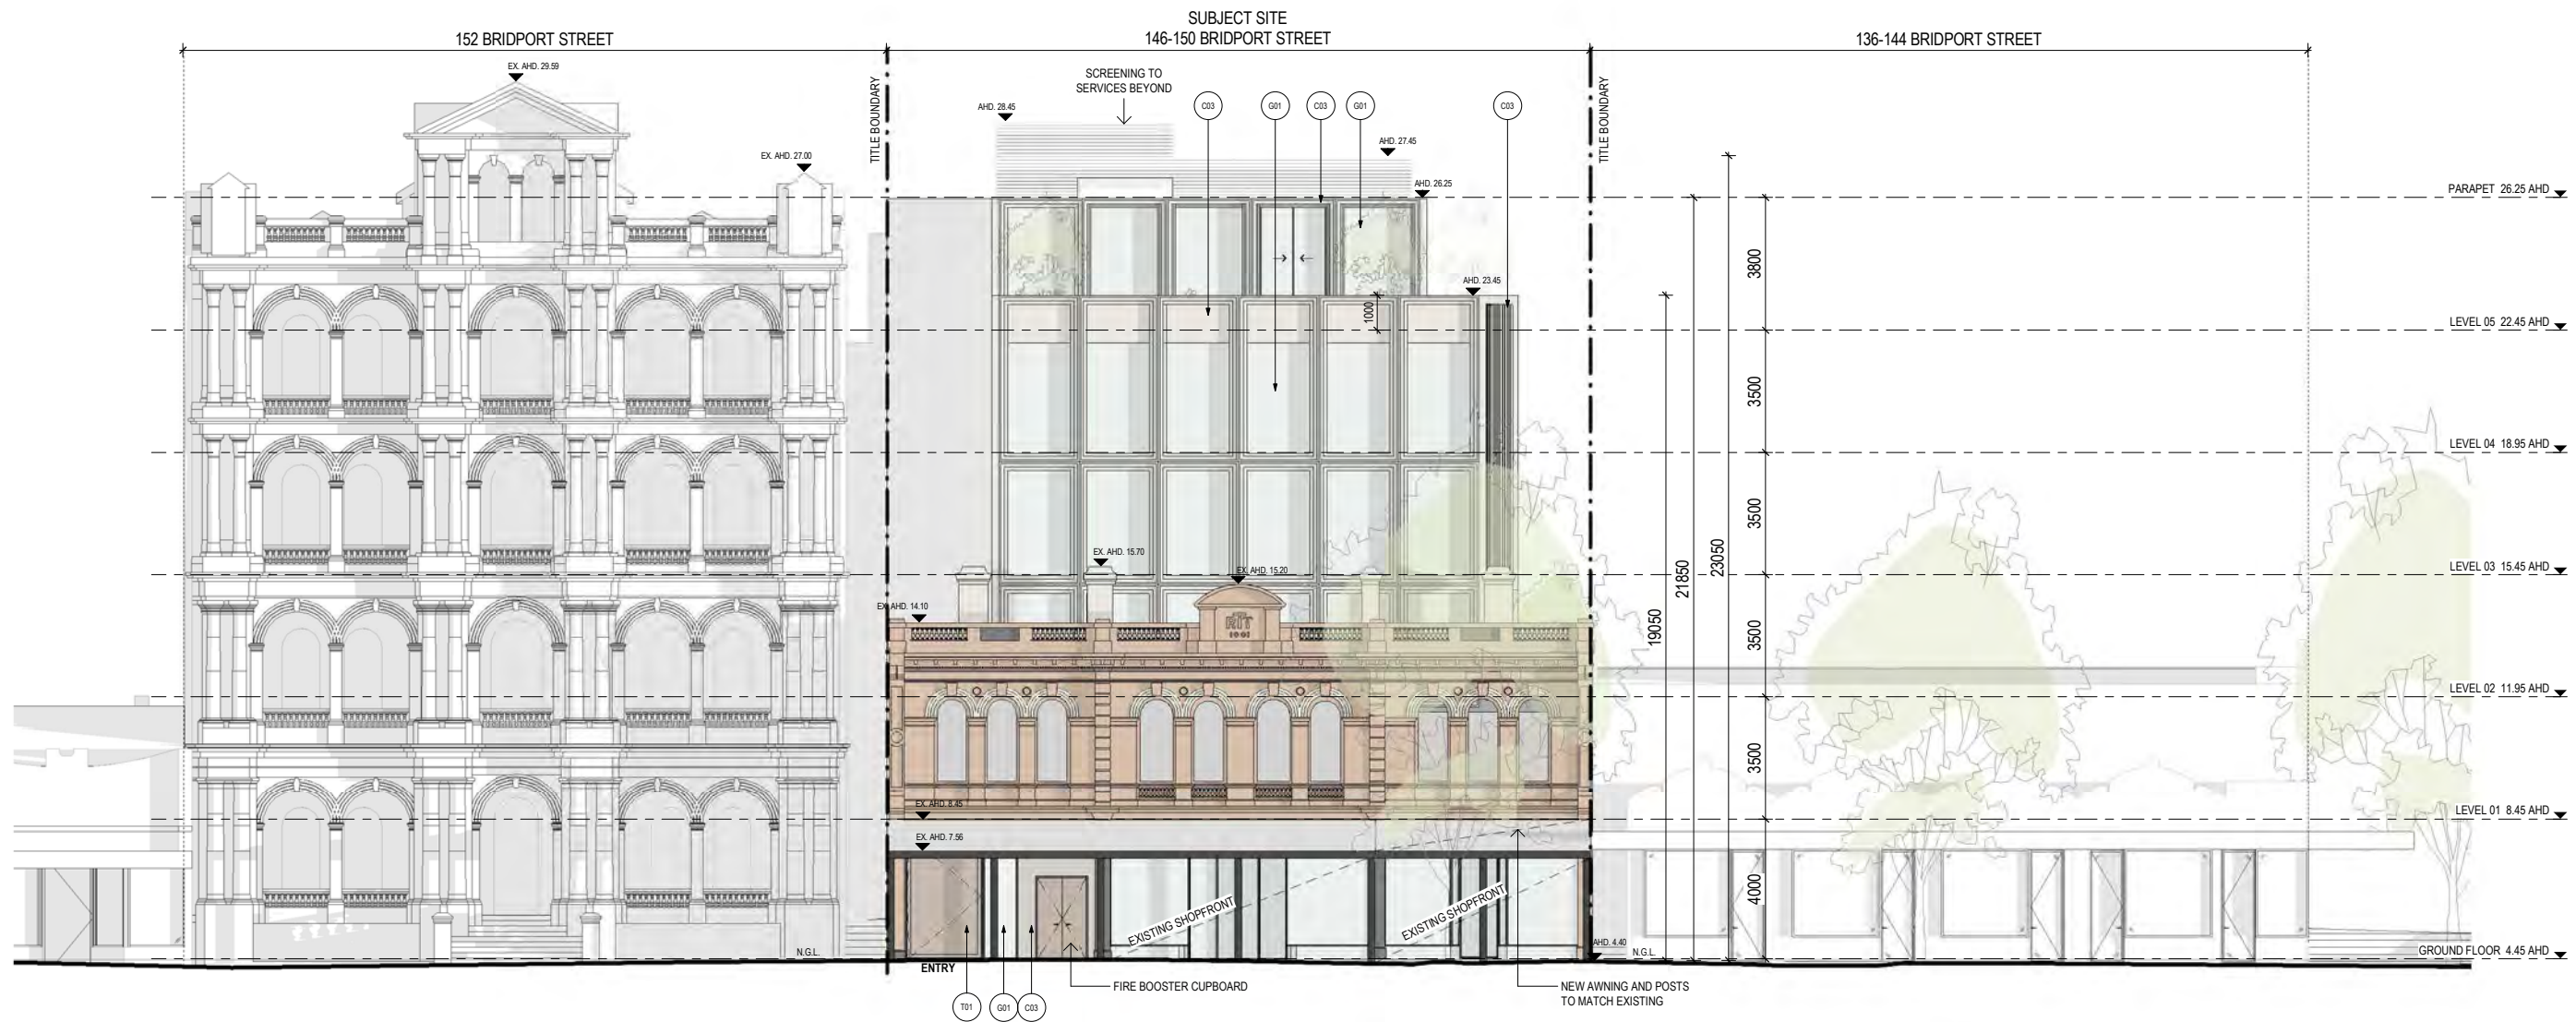 SUBJECT SITE
152 BRIDPORT STREET
146-150 BRIDPORT STREET
136-144 BRIDPORT STREET
EX. AHD. 29.59
SCREENING TO
SERVICES BEYOND
TITLE BOUNDARY
TITLE BOUNDARY
AHD. 28.45
C03
G01
C03
G01
C03
EX. AHD. 27.00
AHD. 27.45
AHD. 26.25
PARAPET 26.25 AHD
3800
AHD. 23.45
1000
LEVEL 05 22.45 AHD
3500
LEVEL 04 18.95 AHD
3500
21850
23050
EX. AHD. 15.70
EX. AHD. 15.20
LEVEL 03 15.45 AHD
EX. AHD. 14.10
RIT
1901
19050
3500
LEVEL 02 11.95 AHD
3500
EX. AHD. 8.45
LEVEL 01 8.45 AHD
EX. AHD. 7.56
4000
EXISTING SHOPFRONT
EXISTING SHOPFRONT
N.G.L.
AHD. 4.40
N.G.L.
GROUND FLOOR 4.45 AHD
ENTRY
FIRE BOOSTER CUPBOARD
NEW AWNING AND POSTS
TO MATCH EXISTING
T01
G01
C03